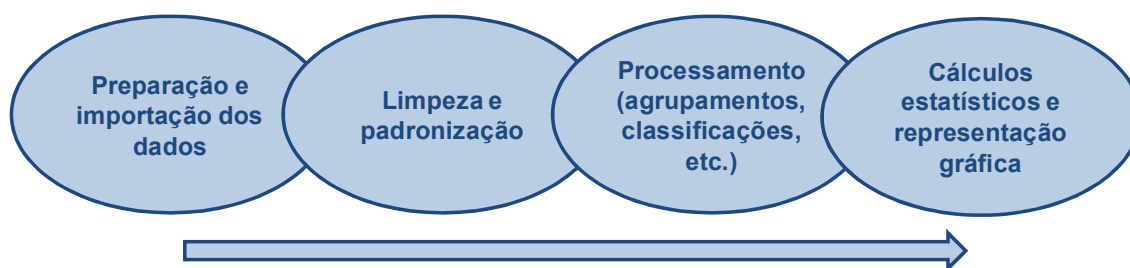 Preparação e
importação dos
dados
Limpeza e
padronização
Processamento
(agrupamentos,
classificações,
etc.)
Cálculos
estatísticos e
representação
gráfica